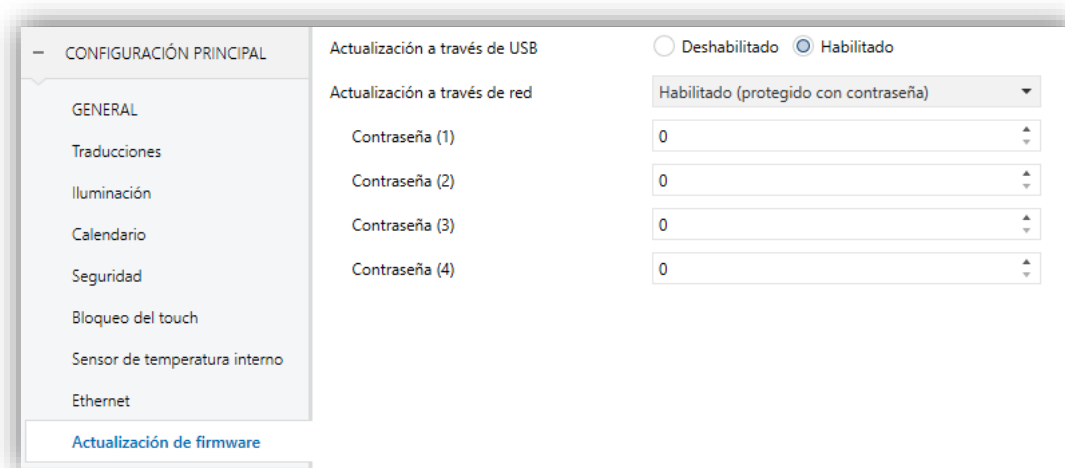 CONFIGURACIÓN PRINCIPAL
GENERAL
Traducciones
Iluminación
Calendario
Seguridad
Bloqueo del touch
Sensor de temperatura interno
Ethernet
Actualización de firmware
Actualización a través de USB Deshabilitado Habilitado
Actualización a través de red Habilitado (protegido con contraseña)
Contraseña (1) 0
Contraseña (2) 0
Contraseña (3) 0
Contraseña (4) 0